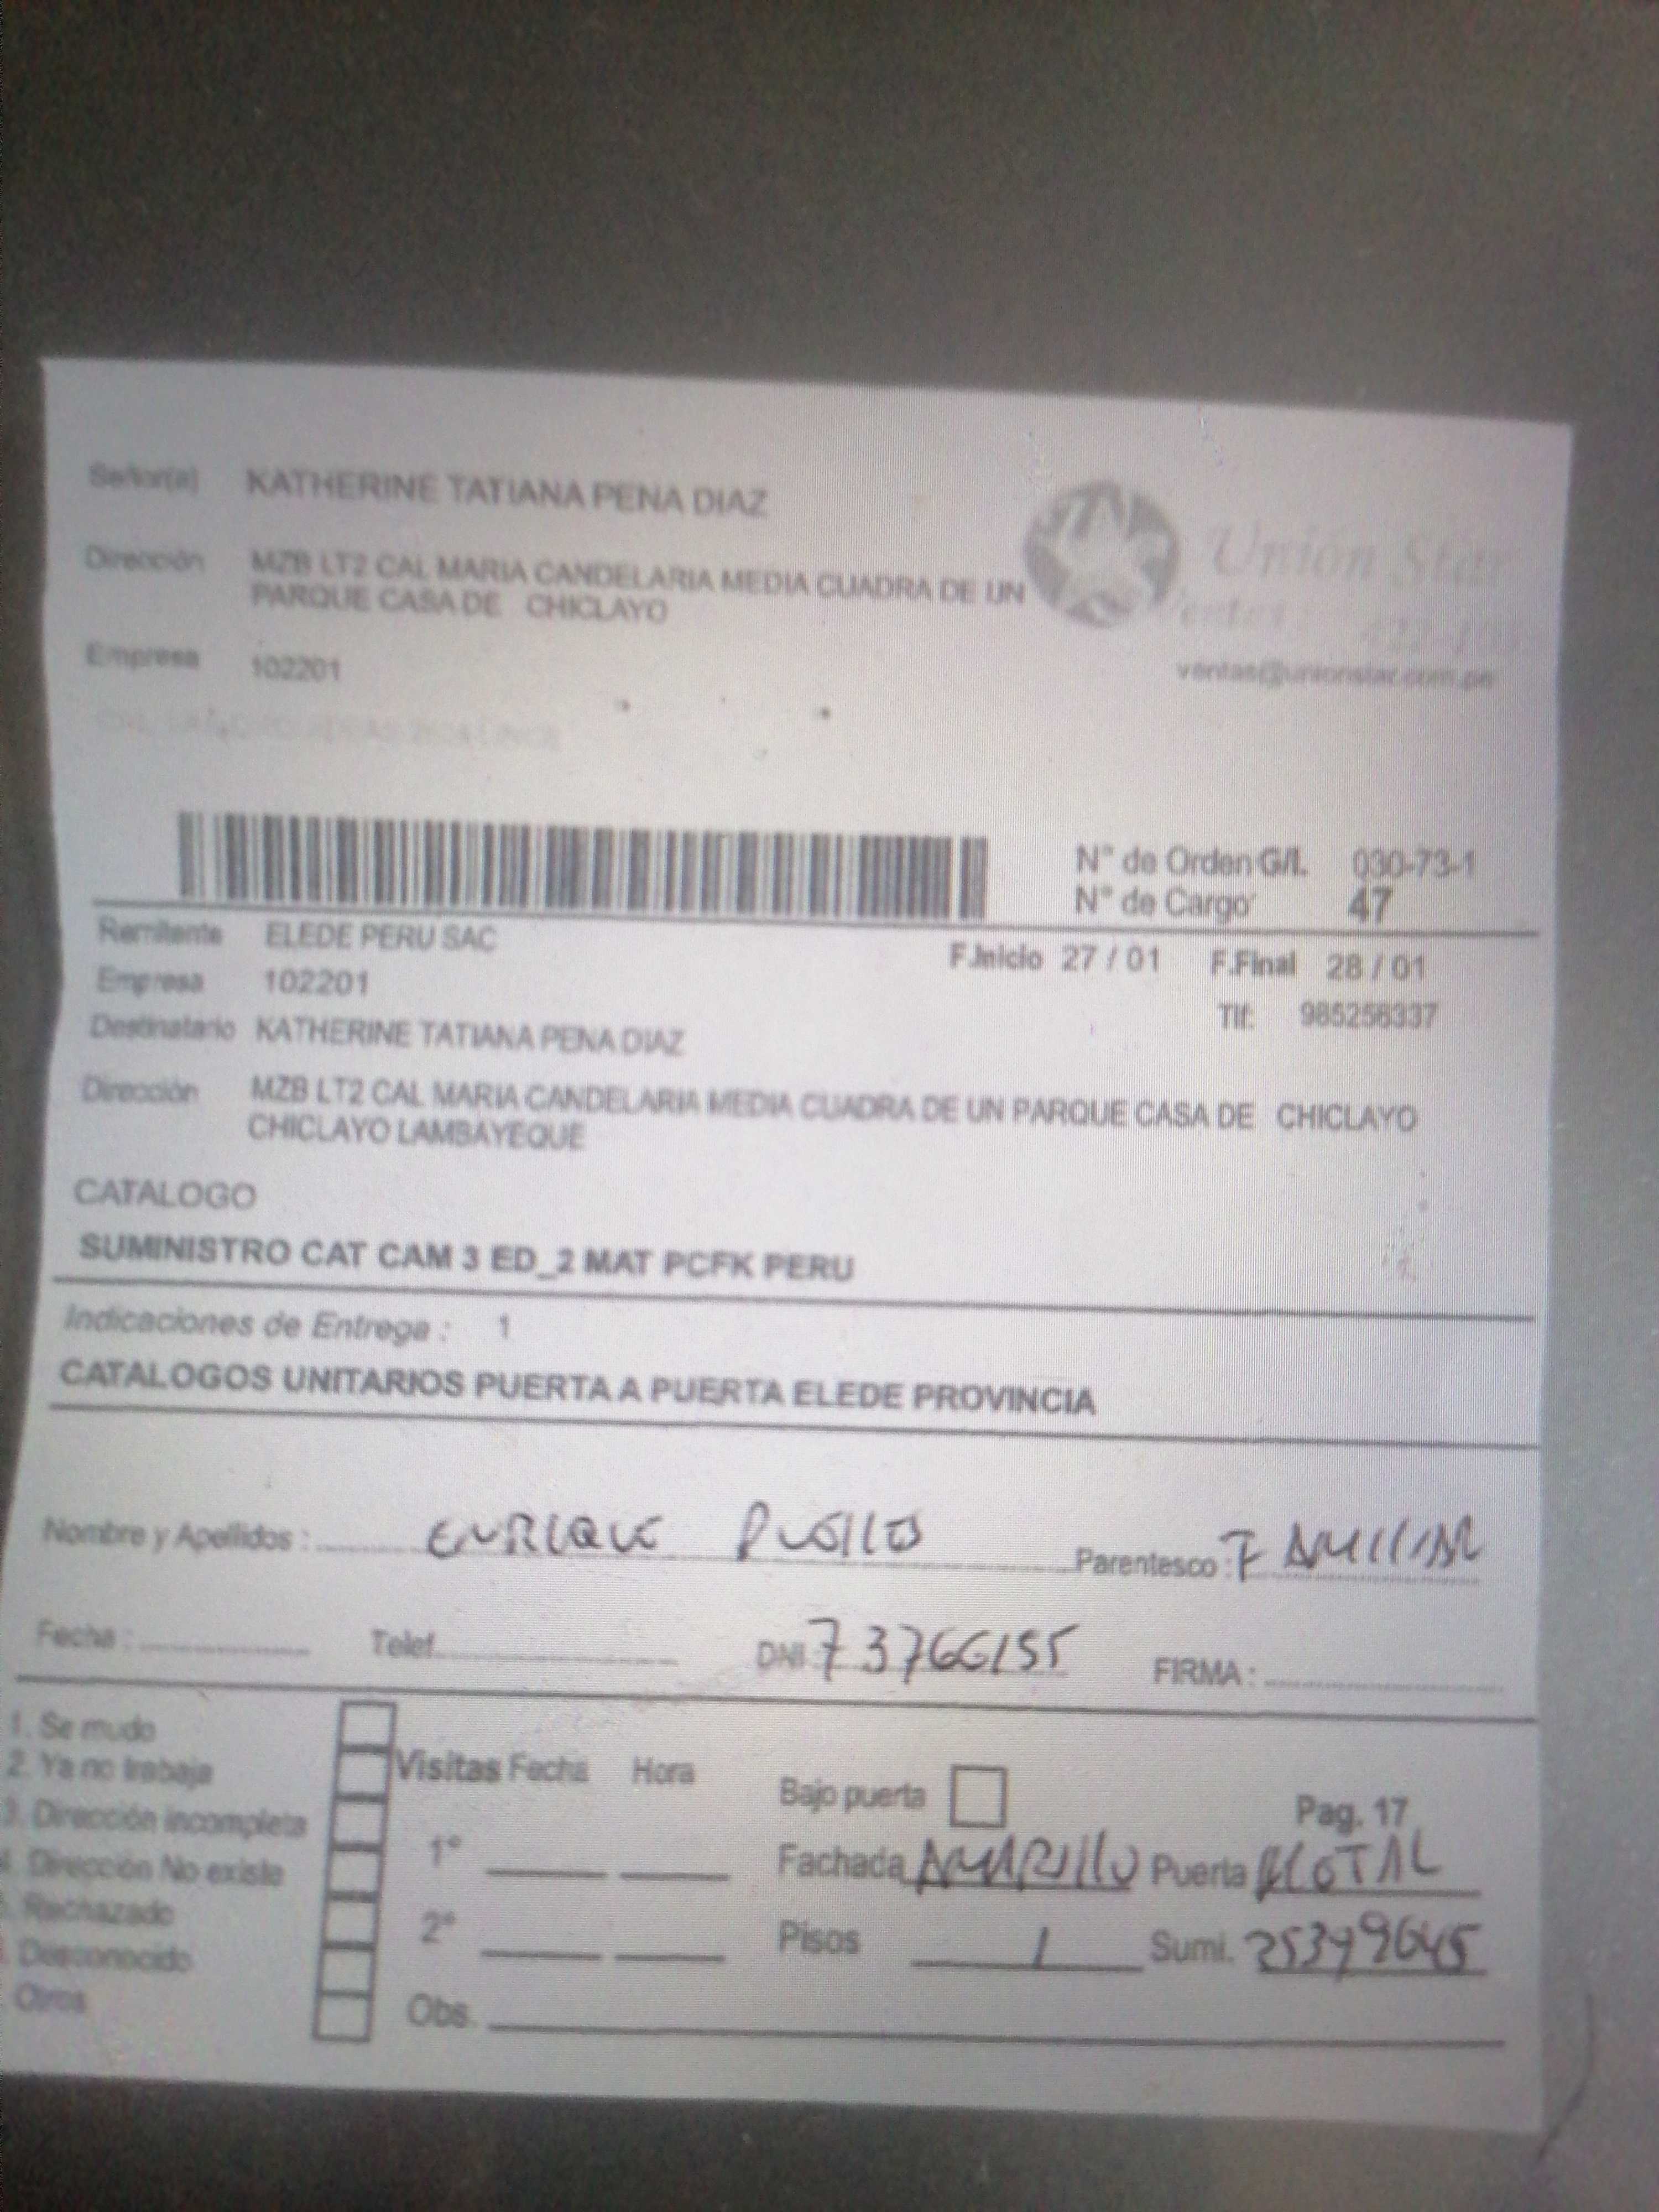 Señor(a) KATHERINE TATIANA PENA DIAZ
Dirección MZB LT2 CAL MARIA CANDELARIA MEDIA CUADRA DE UN
PARQUE CASA DE CHICLAYO
Union Star
Empresa 102201
ventas@unionstar.com.pe
N° de Orden G/I. 030-73-1
N° de Cargo 47
Remitente ELEDE PERU SAC
F.Inicio 27 / 01 F.Final 28 / 01
Empresa 102201
Tlf: 985256337
Destinatario KATHERINE TATIANA PENA DIAZ
Dirección MZB LT2 CAL MARIA CANDELARIA MEDIA CUADRA DE UN PARQUE CASA DE CHICLAYO
CHICLAYO LAMBAYEQUE
CATALOGO
SUMINISTRO CAT CAM 3 ED_2 MAT PCFK PERU
Indicaciones de Entrega : 1
CATALOGOS UNITARIOS PUERTA A PUERTA ELEDE PROVINCIA
Nombre y Apellidos : ENRIQUE Parentesco : FAMILIAR
Fecha : Telef. DNI 73766155 FIRMA :
1. Se mudo
2. Ya no trabaja
3. Dirección incompleta
4. Dirección No existe
Rechazado
Desconocido
Otros
Visitas Fecha Hora
1°
2°
Obs.
Bajo puerta Pag. 17
Fachada AMARILLO Puerta
Pisos 1 Sumi. 25379645